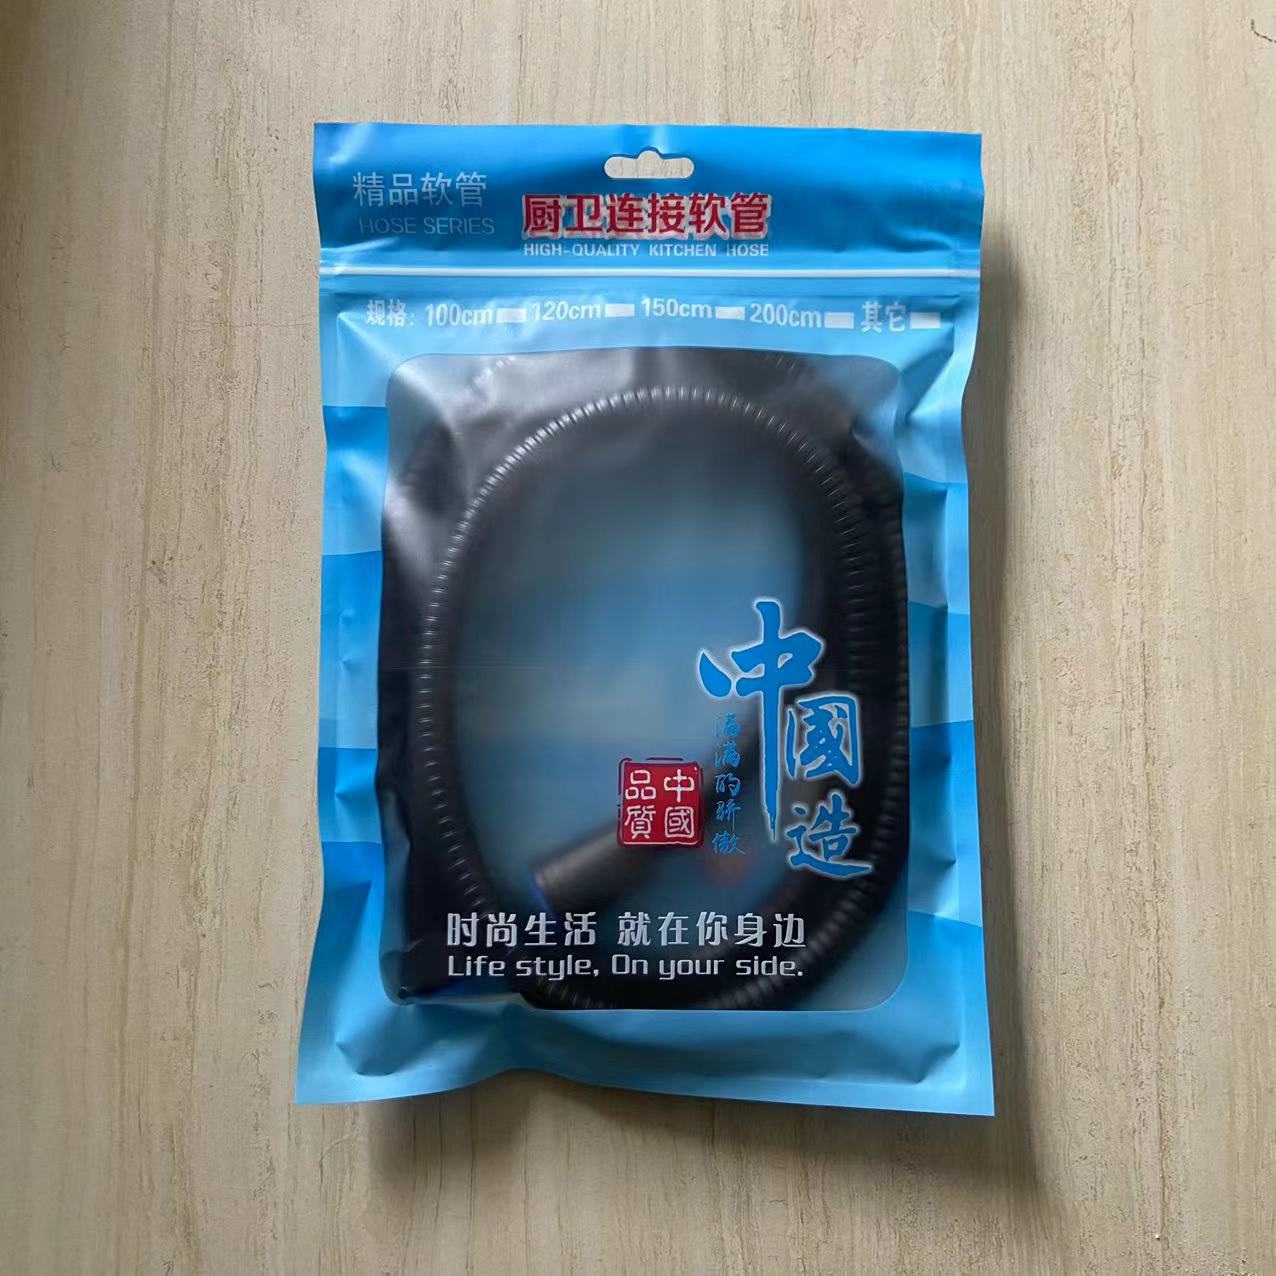 精品软管
HOSE SERIES
厨卫连接软管
HIGH-QUALITY KITCHEN HOSE
规格: 100cm 120cm 150cm 200cm 其它
中國造
满满的骄傲
中國
品質
时尚生活 就在你身边
Life style, On your side.